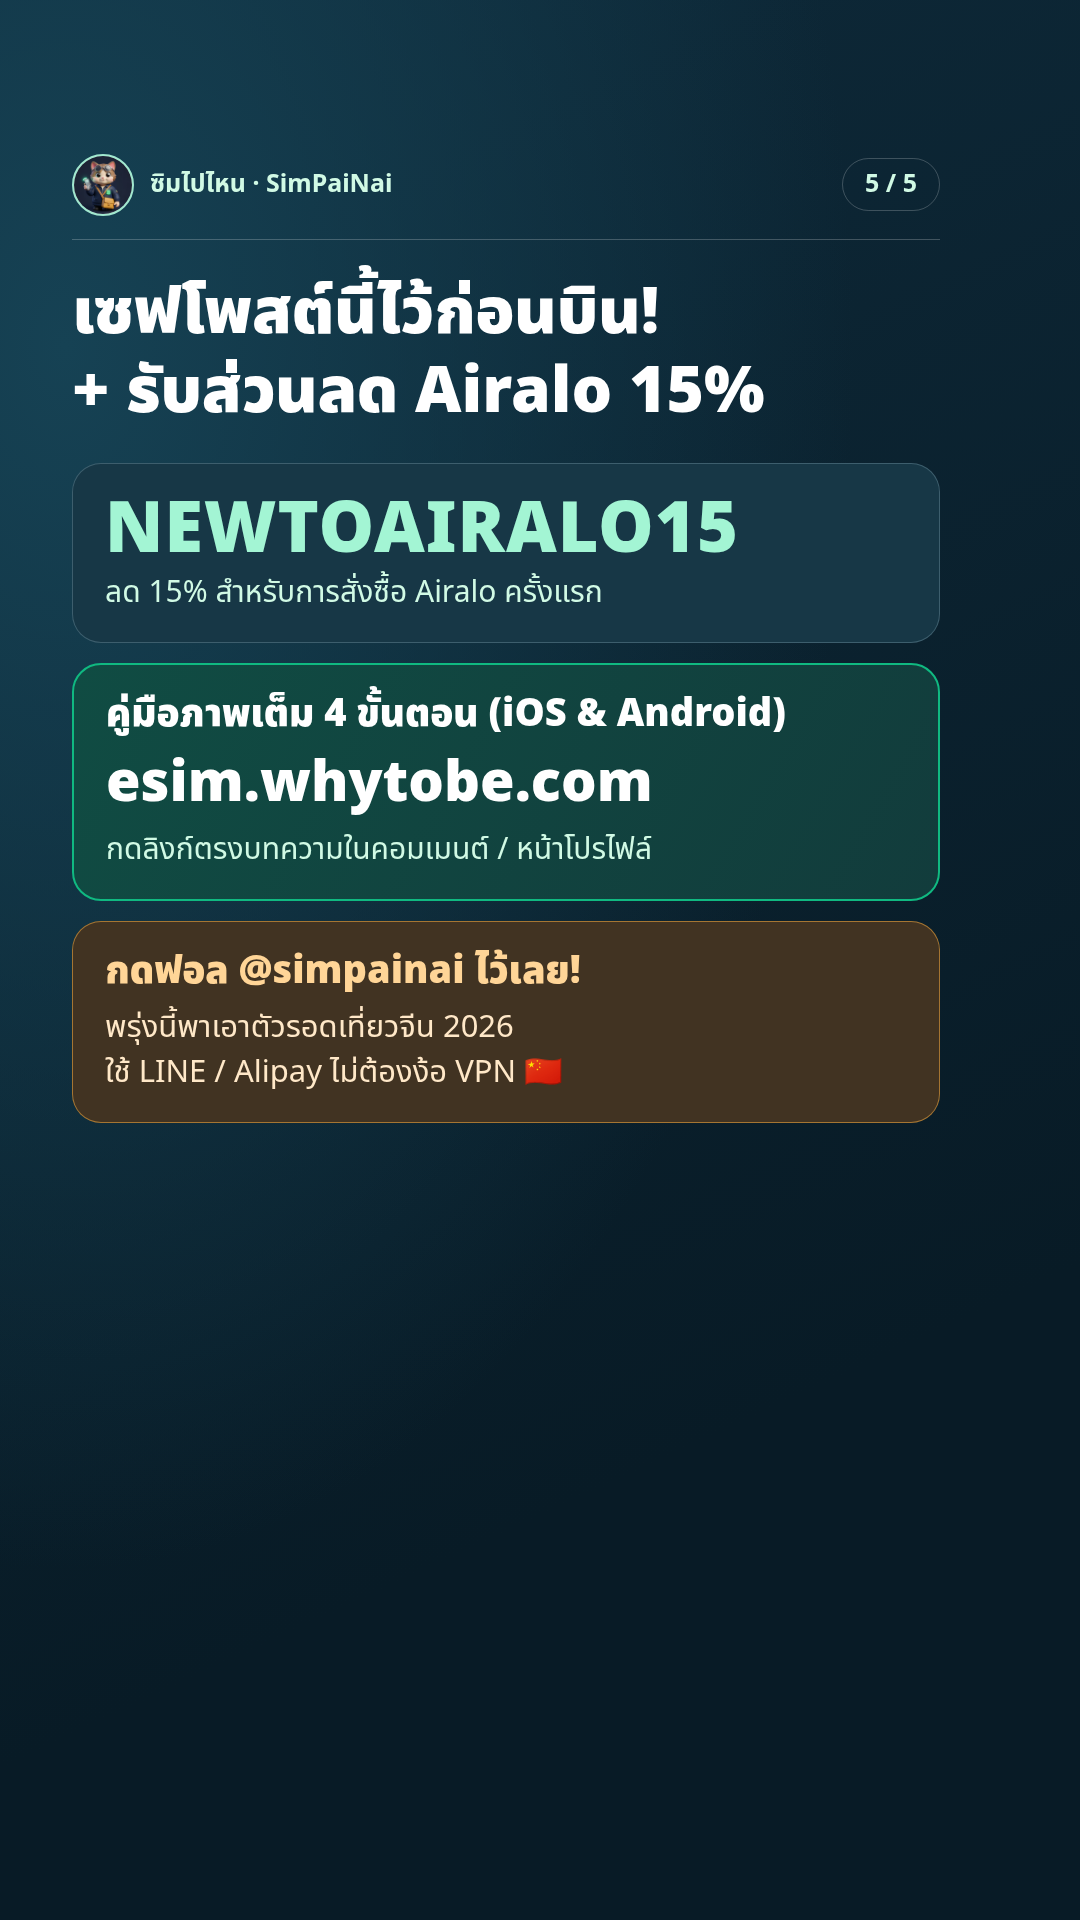 ซิมไปไหน · SimPaiNai
5 / 5
เซฟโพสต์นี้ไว้ก่อนบิน!
+ รับส่วนลด Airalo 15%
NEWTOAIRALO15
ลด 15% สำหรับการสั่งซื้อ Airalo ครั้งแรก
คู่มือภาพเต็ม 4 ขั้นตอน (iOS & Android)
esim.whytobe.com
กดลิงก์ตรงบทความในคอมเมนต์ / หน้าโปรไฟล์
กดฟอล @simpainai ไว้เลย!
พรุ่งนี้พาเอาตัวรอดเที่ยวจีน 2026
ใช้ LINE / Alipay ไม่ต้องง้อ VPN 🇨🇳